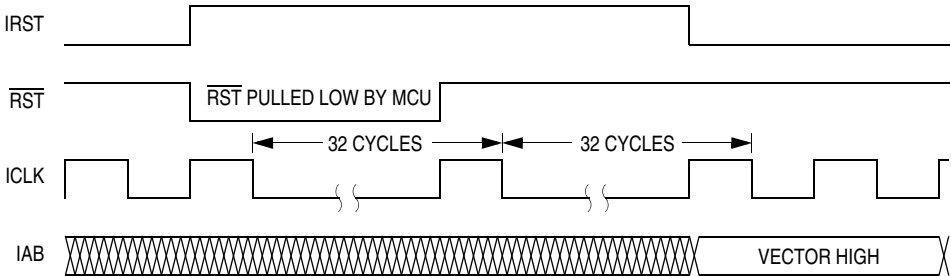 IRST
RST
RST PULLED LOW BY MCU
32 CYCLES
32 CYCLES
ICLK
IAB
VECTOR HIGH